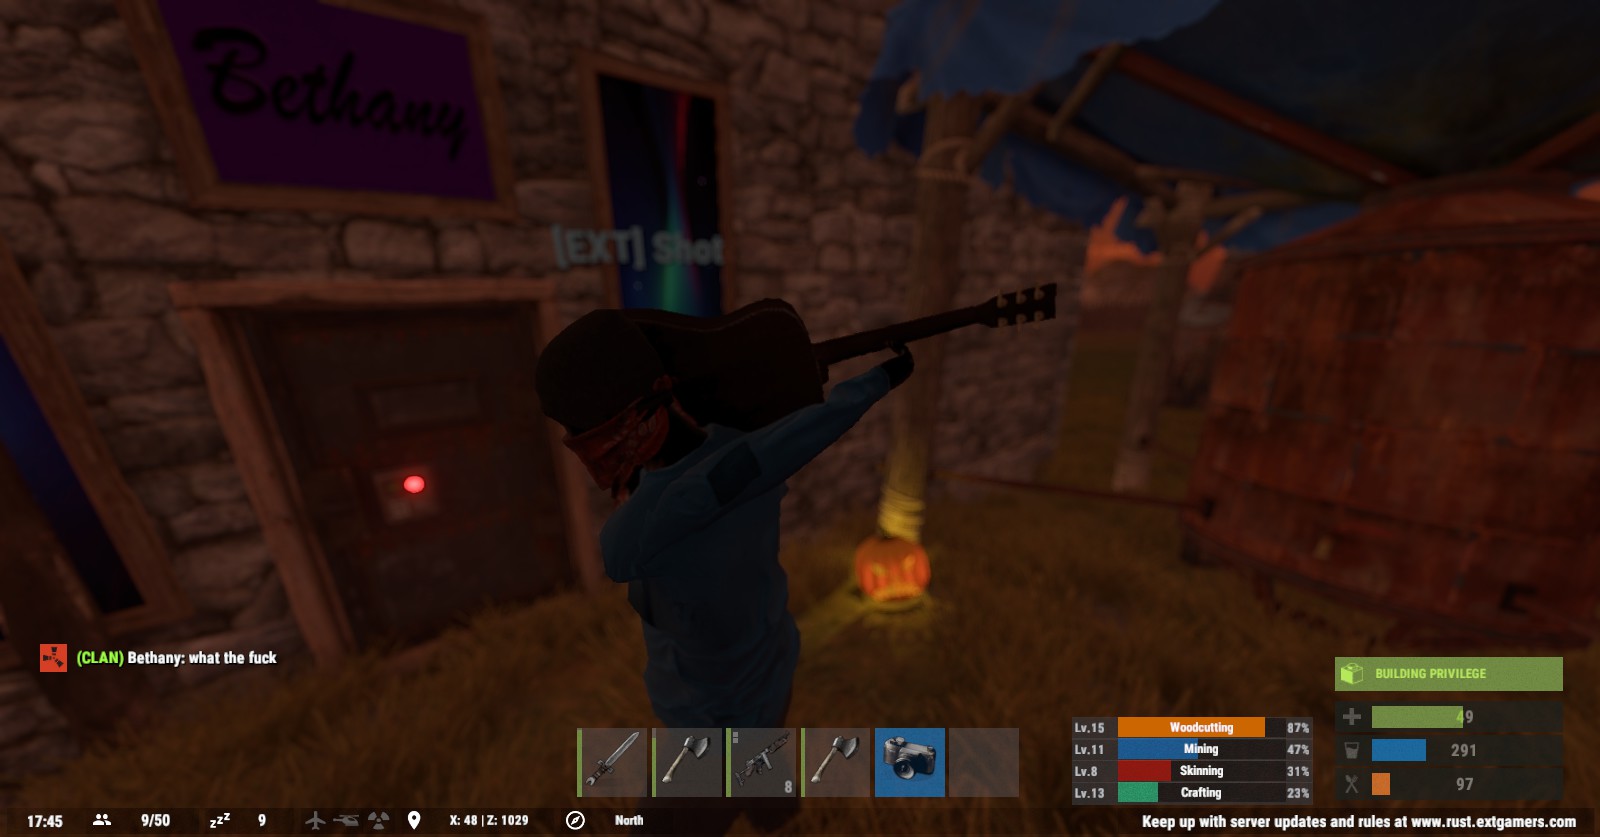 Bethany
[EXT] Shot
(CLAN) Bethany: what the fuck
BUILDING PRIVILEGE
49
291
97
8
Lv.15 Woodcutting 87%
Lv.11 Mining 47%
Lv.8 Skinning 31%
Lv.13 Crafting 23%
17:45 9/50 zzz 9 X: 48 | Z: 1029 North
Keep up with server updates and rules at www.rust.extgamers.com